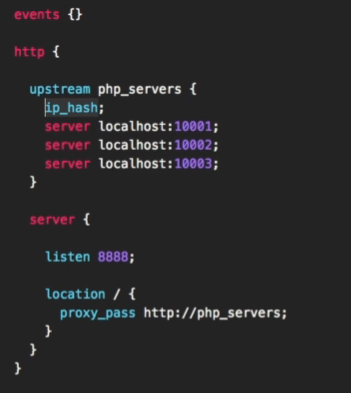 events {}
http {
upstream php_servers {
ip_hash;
server localhost:10001;
server localhost:10002;
server localhost:10003;
}
server {
listen 8888;
location / {
proxy_pass http://php_servers;
}
}
}